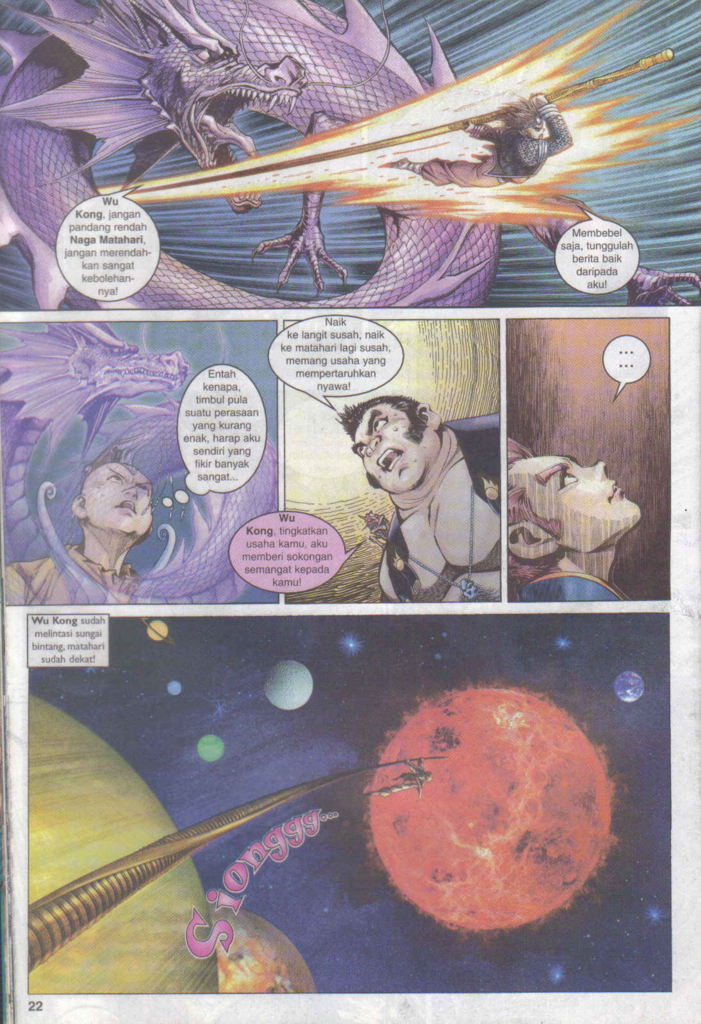 Wu
Kong, jangan
pandang rendah
Naga Matahari,
jangan merendah-
kan sangat
kebolehan-
nya!
Membebel
saja, tunggulah
berita baik
daripada
aku!
Entah
kenapa,
timbul pula
suatu perasaan
yang kurang
enak, harap aku
sendiri yang
fikir banyak
sangat...
Naik
ke langit susah, naik
ke matahari lagi susah,
memang usaha yang
mempertaruhkan
nyawa!
Wu
Kong, tingkatkan
usaha kamu, aku
memberi sokongan
semangat kepada
kamu!
...
...
Wu Kong sudah
melintasi sungai
bintang, matahari
sudah dekat!
Sionggg...
22